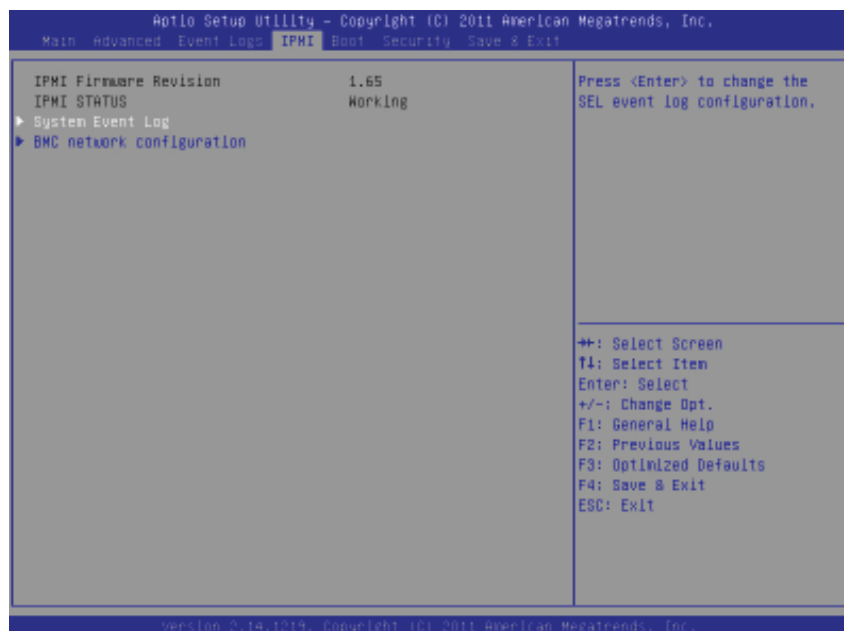 Aptio Setup Utility – Copyright (C) 2011 American Megatrends, Inc.
Main Advanced Event Logs IPMI Boot Security Save & Exit
IPMI Firmware Revision 1.65
IPMI STATUS Working
System Event Log
BMC network configuration
Press <Enter> to change the
SEL event log configuration.
→←: Select Screen
↑↓: Select Item
Enter: Select
+/-: Change Opt.
F1: General Help
F2: Previous Values
F3: Optimized Defaults
F4: Save & Exit
ESC: Exit
Version 2.14.1219. Copyright (C) 2011 American Megatrends, Inc.